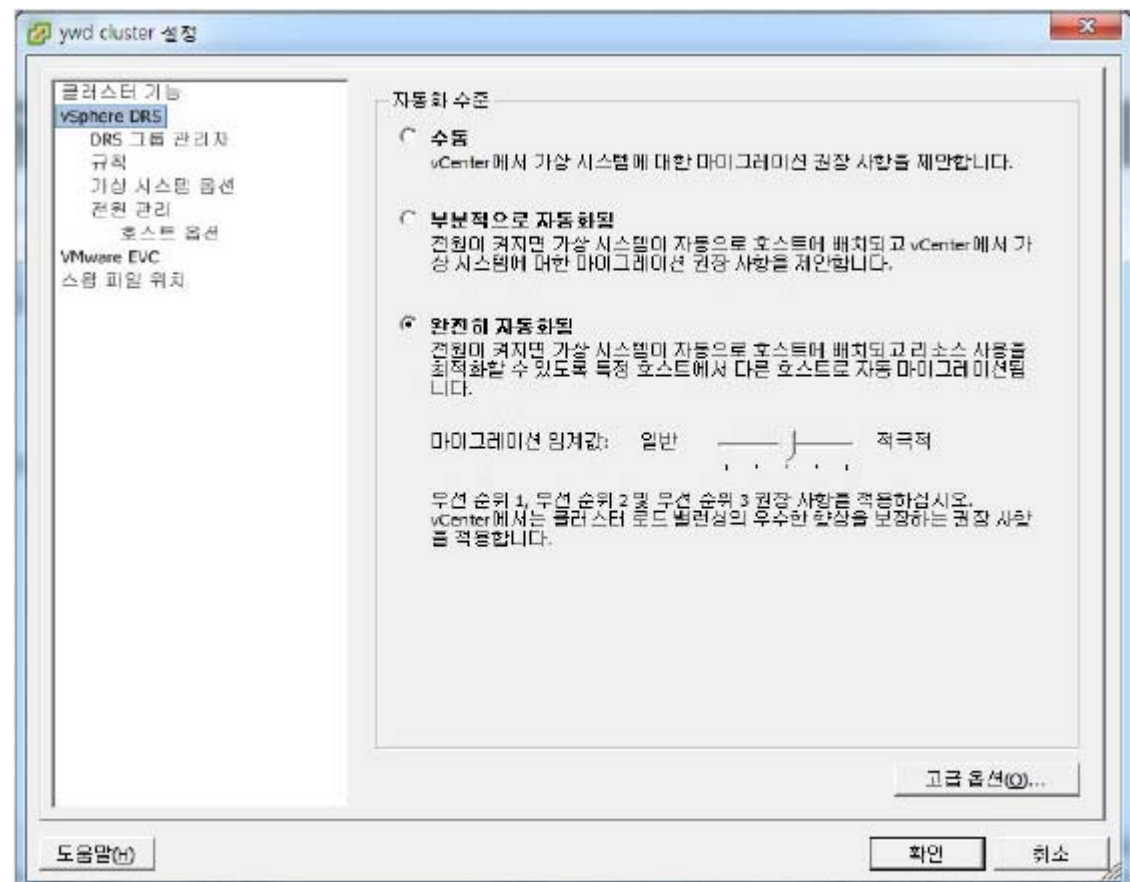 ywd cluster 설정
클러스터 기능
vSphere DRS
DRS 그룹 관리자
규칙
가상 시스템 옵션
전원 관리
호스트 옵션
VMware EVC
스왑 파일 위치
자동화 수준
수동
vCenter에서 가상 시스템에 대한 마이그레이션 권장 사항을 제안합니다.
부분적으로 자동화됨
전원이 켜지면 가상 시스템이 자동으로 호스트에 배치되고 vCenter에서 가
상 시스템에 대한 마이그레이션 권장 사항을 제안합니다.
완전히 자동화됨
전원이 켜지면 가상 시스템이 자동으로 호스트에 배치되고 리소스 사용을
최적화할 수 있도록 특정 호스트에서 다른 호스트로 자동 마이그레이션됩
니다.
마이그레이션 임계값: 일반 적극적
우선 순위 1, 우선 순위 2 및 우선 순위 3 권장 사항을 적용하십시오.
vCenter에서는 클러스터 로드 밸런싱의 우수한 향상을 보장하는 권장 사항
을 적용합니다.
고급 옵션(O)...
도움말(H) 확인 취소